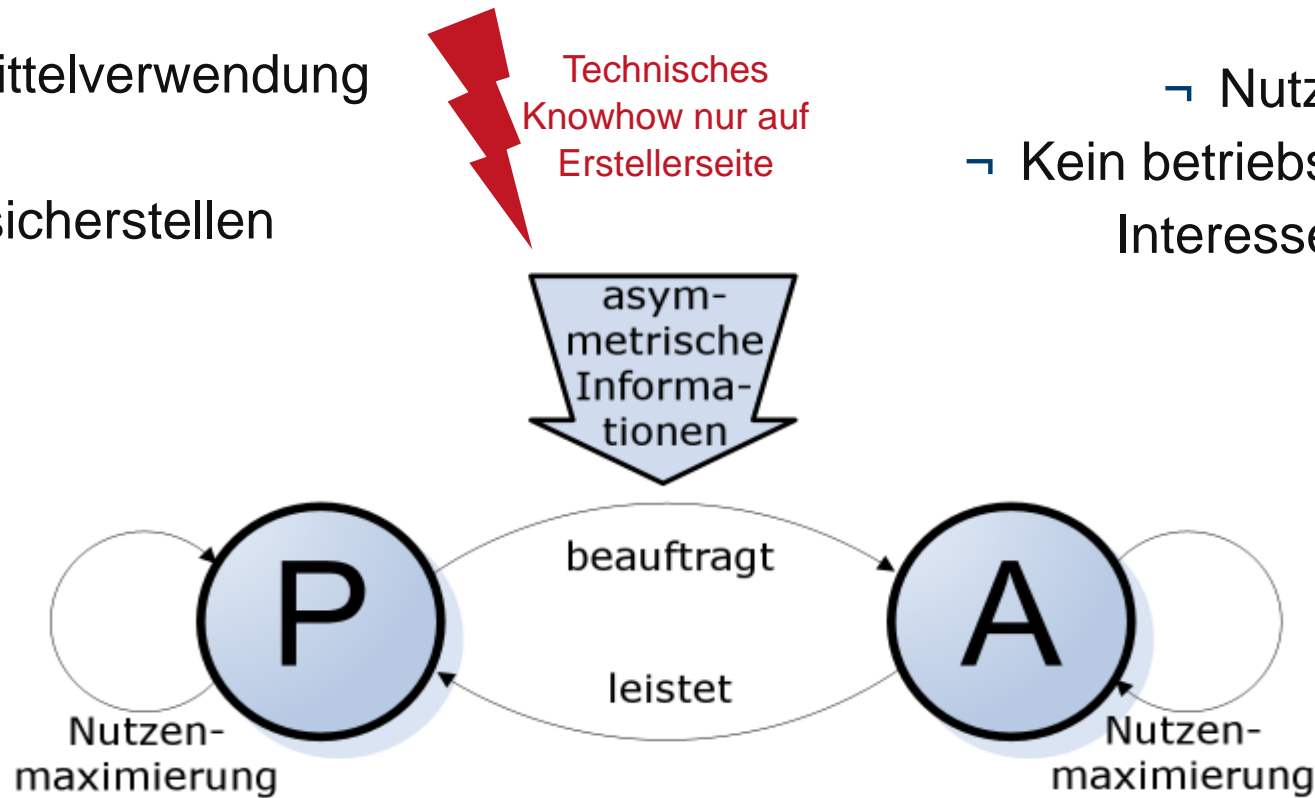 ittelverwendung
sicherstellen
Technisches
Knowhow nur auf
Erstellerseite
¬ Nutz
¬ Kein betriebs
Interesse
asym-
metrische
Informa-
tionen
P
beauftragt
A
leistet
Nutzen-
maximierung
Nutzen-
maximierung